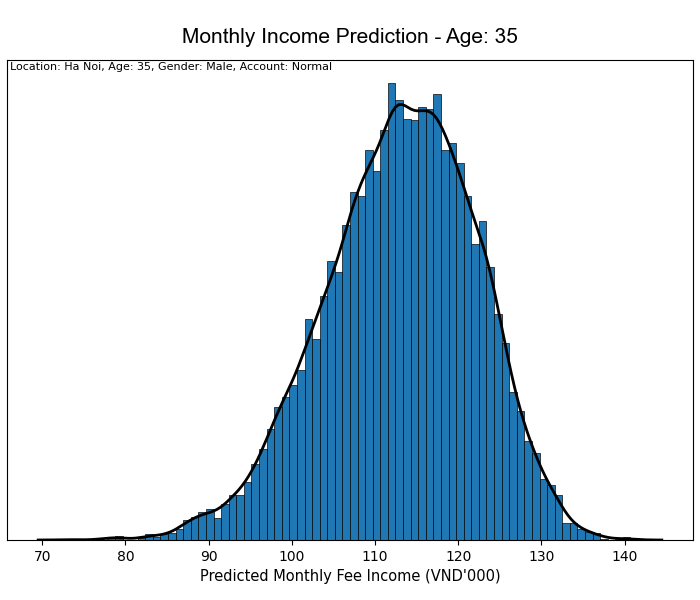 Monthly Income Prediction - Age: 35
Location: Ha Noi, Age: 35, Gender: Male, Account: Normal
70 80 90 100 110 120 130 140
Predicted Monthly Fee Income (VND'000)